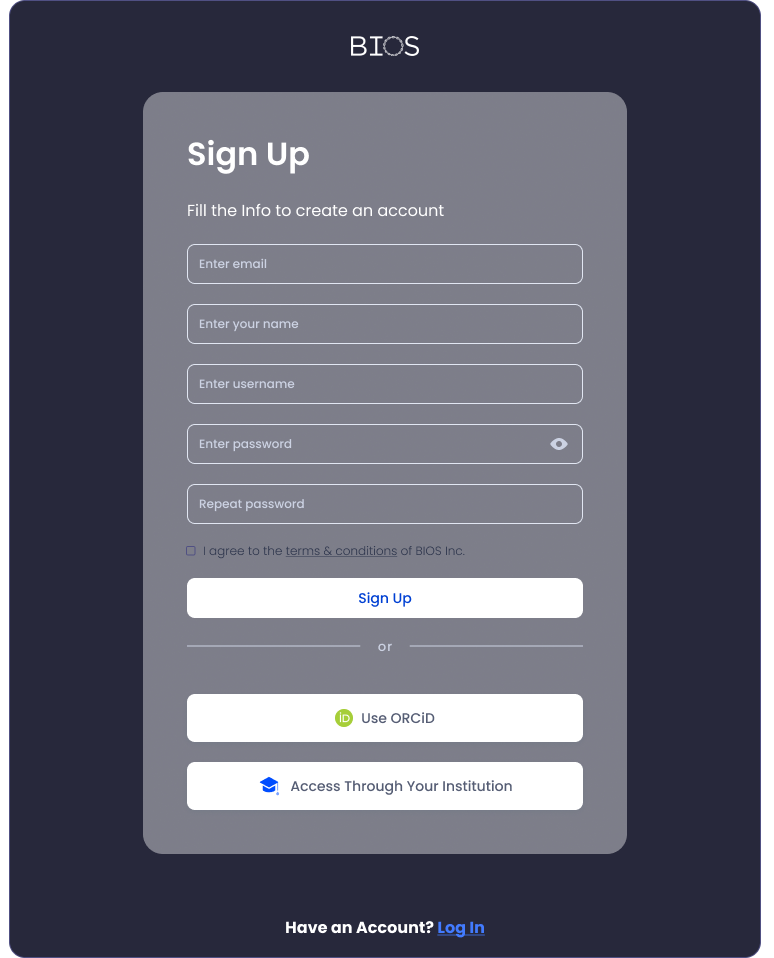 BIOS
Sign Up
Fill the Info to create an account
Enter email
Enter your name
Enter username
Enter password
Repeat password
I agree to the terms & conditions of BIOS Inc.
Sign Up
or
iD Use ORCiD
Access Through Your Institution
Have an Account? Log In